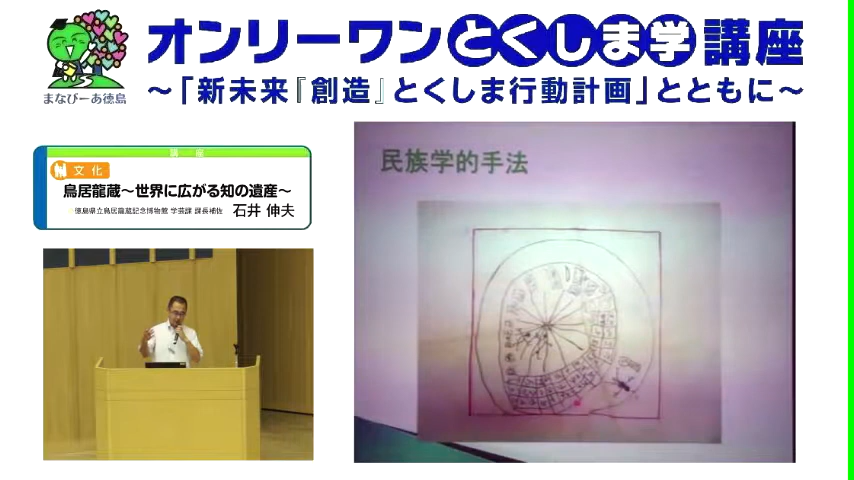 オンリーワンとくしま学講座
～「新未来『創造』とくしま行動計画」とともに～
まなびーあ徳島
講 座
文 化
鳥居龍蔵～世界に広がる知の遺産～
徳島県立鳥居龍蔵記念博物館 学芸課 課長補佐 石井 伸夫
民族学的手法